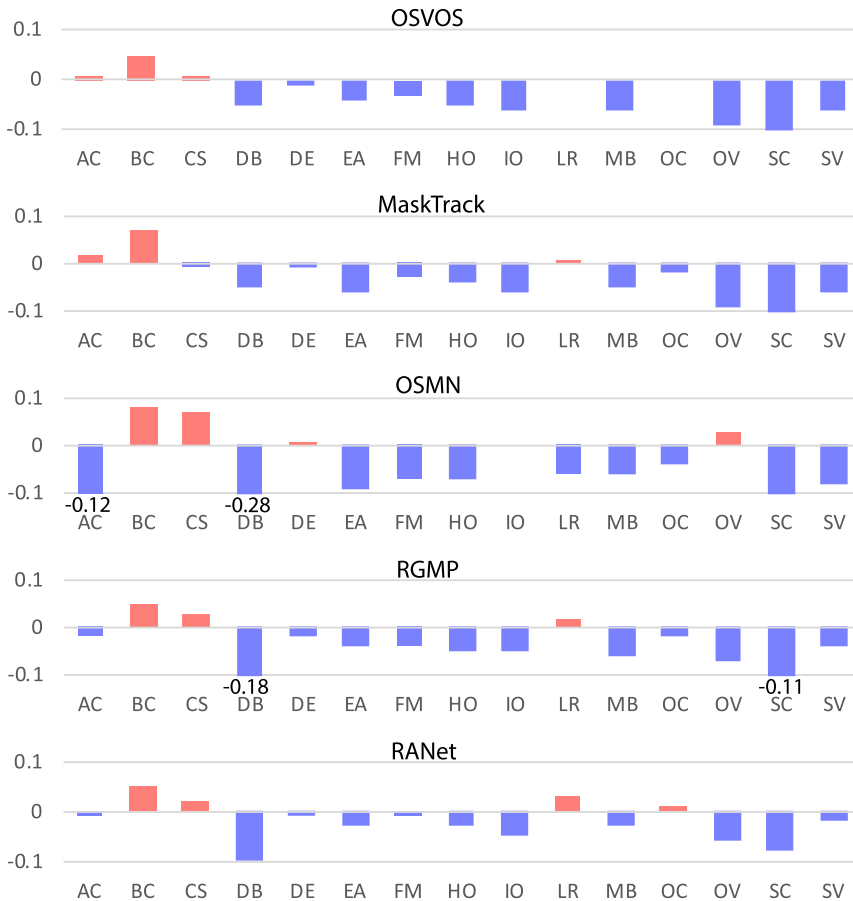 OSVOS
0.1
0
-0.1
AC BC CS DB DE EA FM HO IO LR MB OC OV SC SV
MaskTrack
0.1
0
-0.1
AC BC CS DB DE EA FM HO IO LR MB OC OV SC SV
OSMN
0.1
0
-0.1
-0.12 -0.28
AC BC CS DB DE EA FM HO IO LR MB OC OV SC SV
RGMP
0.1
0
-0.1
-0.18 -0.11
AC BC CS DB DE EA FM HO IO LR MB OC OV SC SV
RANet
0.1
0
-0.1
AC BC CS DB DE EA FM HO IO LR MB OC OV SC SV